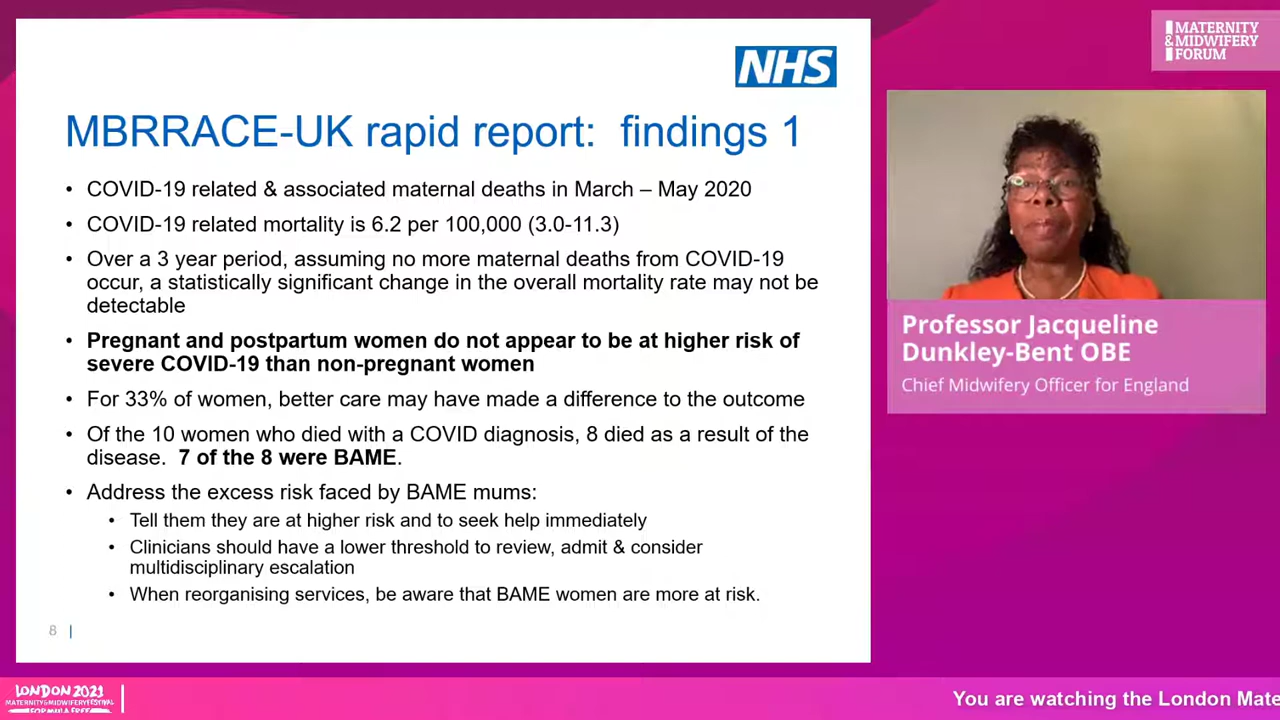 NHS
MBRRACE-UK rapid report: findings 1
• COVID-19 related & associated maternal deaths in March – May 2020
• COVID-19 related mortality is 6.2 per 100,000 (3.0-11.3)
• Over a 3 year period, assuming no more maternal deaths from COVID-19
occur, a statistically significant change in the overall mortality rate may not be
detectable
• Pregnant and postpartum women do not appear to be at higher risk of
severe COVID-19 than non-pregnant women
• For 33% of women, better care may have made a difference to the outcome
• Of the 10 women who died with a COVID diagnosis, 8 died as a result of the
disease. 7 of the 8 were BAME.
• Address the excess risk faced by BAME mums:
• Tell them they are at higher risk and to seek help immediately
• Clinicians should have a lower threshold to review, admit & consider
multidisciplinary escalation
• When reorganising services, be aware that BAME women are more at risk.
8 |
MATERNITY
&MIDWIFERY
FORUM
Professor Jacqueline
Dunkley-Bent OBE
Chief Midwifery Officer for England
LONDON 2021
MATERNITY&MIDWIFERY FESTIVAL
FORMULA FREE
You are watching the London Mate